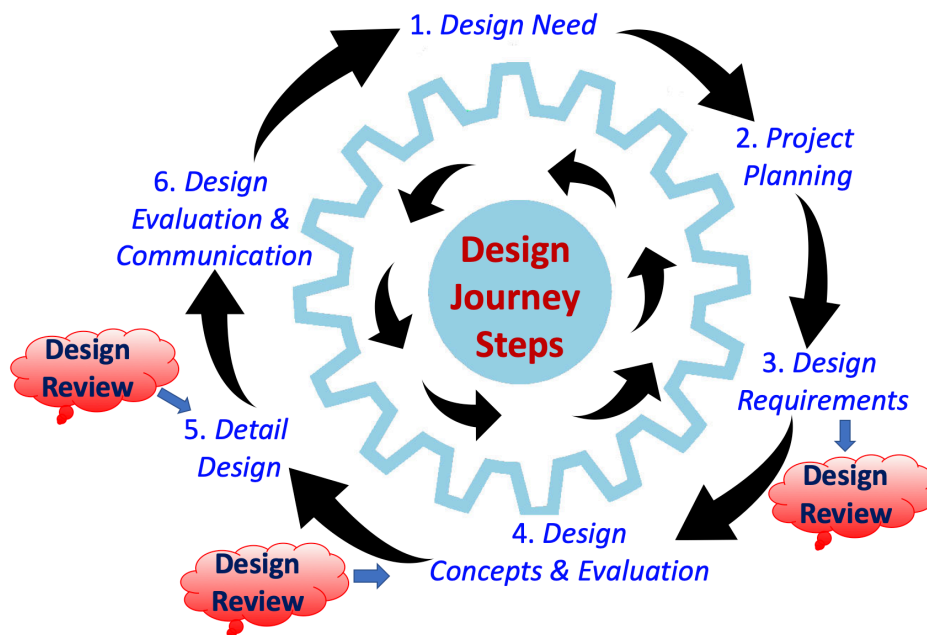 1. Design Need
2. Project
Planning
3. Design
Requirements
Design
Review
4. Design
Concepts & Evaluation
Design
Review
5. Detail
Design
Design
Review
6. Design
Evaluation &
Communication
Design
Journey
Steps